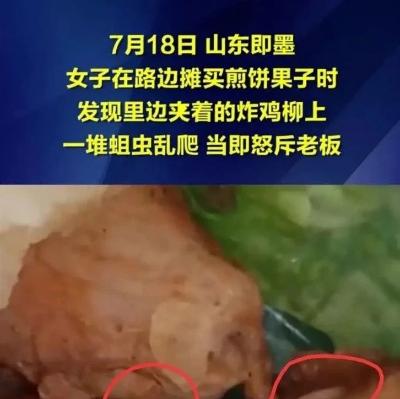 7月18日 山东即墨
女子在路边摊买煎饼果子时
发现里边夹着的炸鸡柳上
一堆蛆虫乱爬 当即怒斥老板